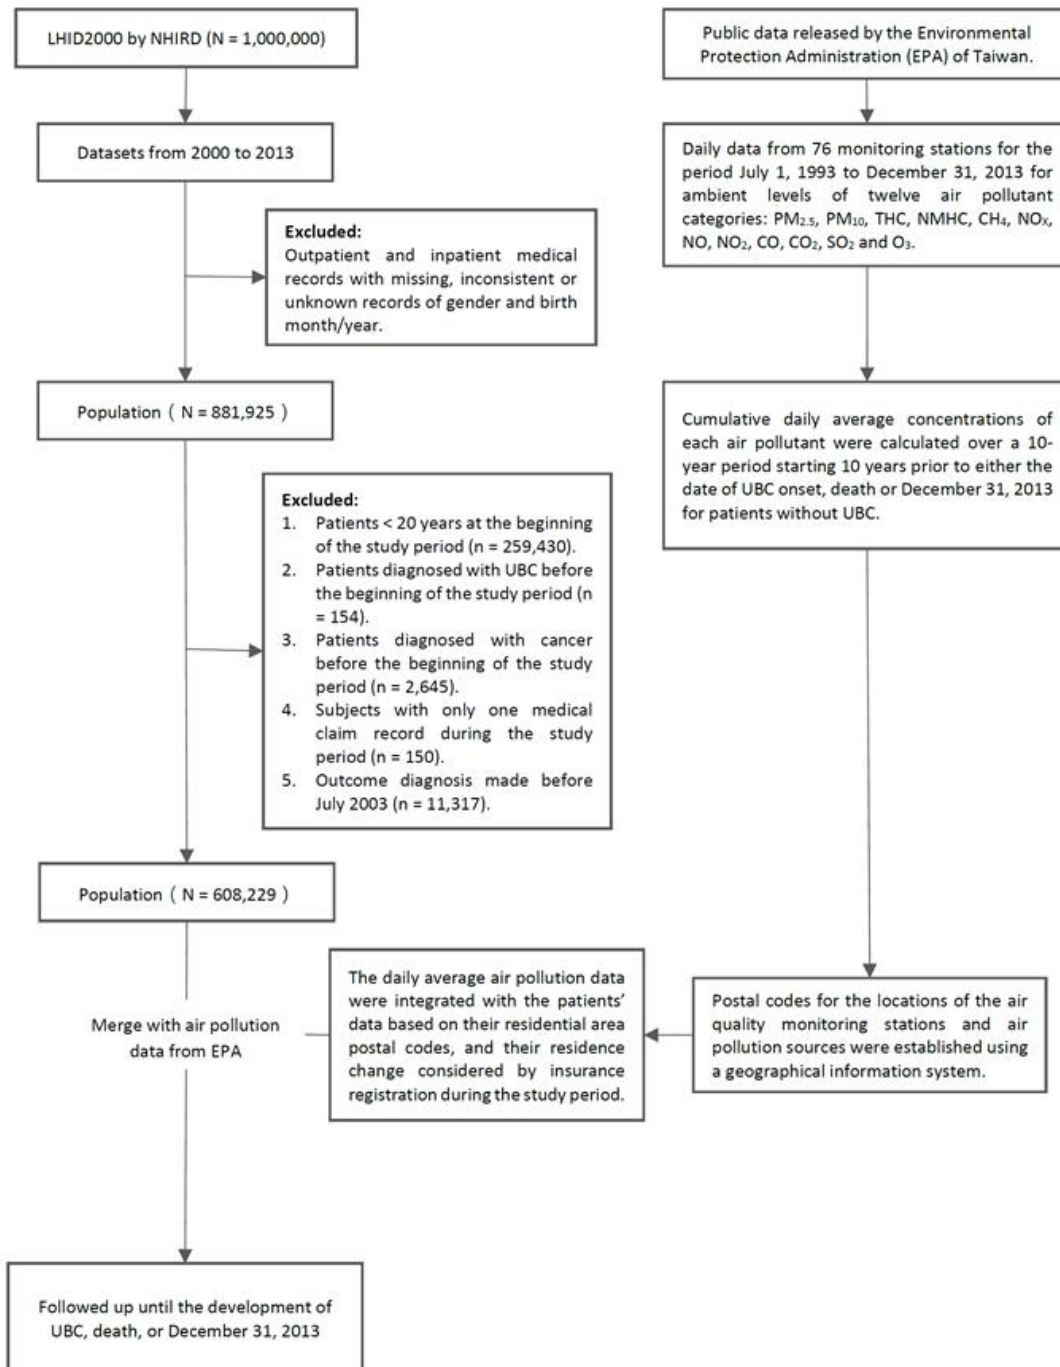 LHID2000 by NHIRD (N = 1,000,000)
Datasets from 2000 to 2013
Excluded:
Outpatient and inpatient medical
records with missing, inconsistent or
unknown records of gender and birth
month/year.
Population ( N = 881,925 )
Excluded:
1. Patients < 20 years at the beginning
of the study period (n = 259,430).
2. Patients diagnosed with UBC before
the beginning of the study period (n
= 154).
3. Patients diagnosed with cancer
before the beginning of the study
period (n = 2,645).
4. Subjects with only one medical
claim record during the study
period (n = 150).
5. Outcome diagnosis made before
July 2003 (n = 11,317).
Population ( N = 608,229 )
Merge with air pollution
data from EPA
Followed up until the development of
UBC, death, or December 31, 2013
Public data released by the Environmental
Protection Administration (EPA) of Taiwan.
Daily data from 76 monitoring stations for the
period July 1, 1993 to December 31, 2013 for
ambient levels of twelve air pollutant
categories: PM₂.₅, PM₁₀, THC, NMHC, CH₄, NOₓ,
NO, NO₂, CO, CO₂, SO₂ and O₃.
Cumulative daily average concentrations of
each air pollutant were calculated over a 10-
year period starting 10 years prior to either the
date of UBC onset, death or December 31, 2013
for patients without UBC.
Postal codes for the locations of the air
quality monitoring stations and air
pollution sources were established using
a geographical information system.
The daily average air pollution data
were integrated with the patients'
data based on their residential area
postal codes, and their residence
change considered by insurance
registration during the study period.